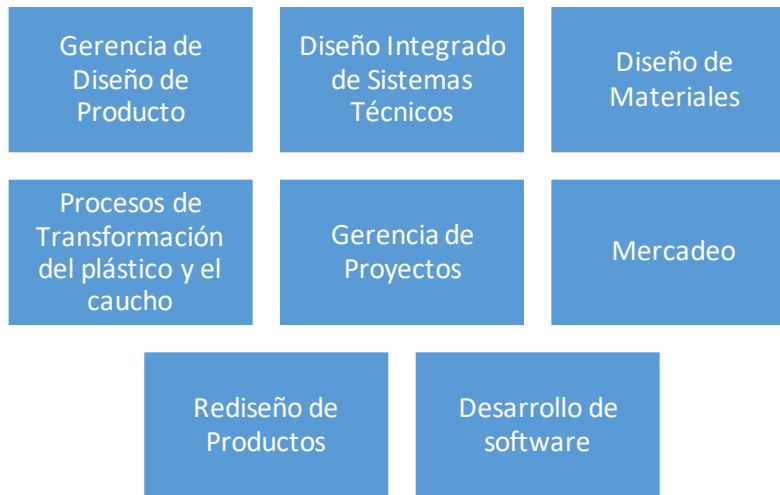 Gerencia de
Diseño de
Producto
Diseño Integrado
de Sistemas
Técnicos
Diseño de
Materiales
Procesos de
Transformación
del plástico y el
caucho
Gerencia de
Proyectos
Mercadeo
Rediseño de
Productos
Desarrollo de
software